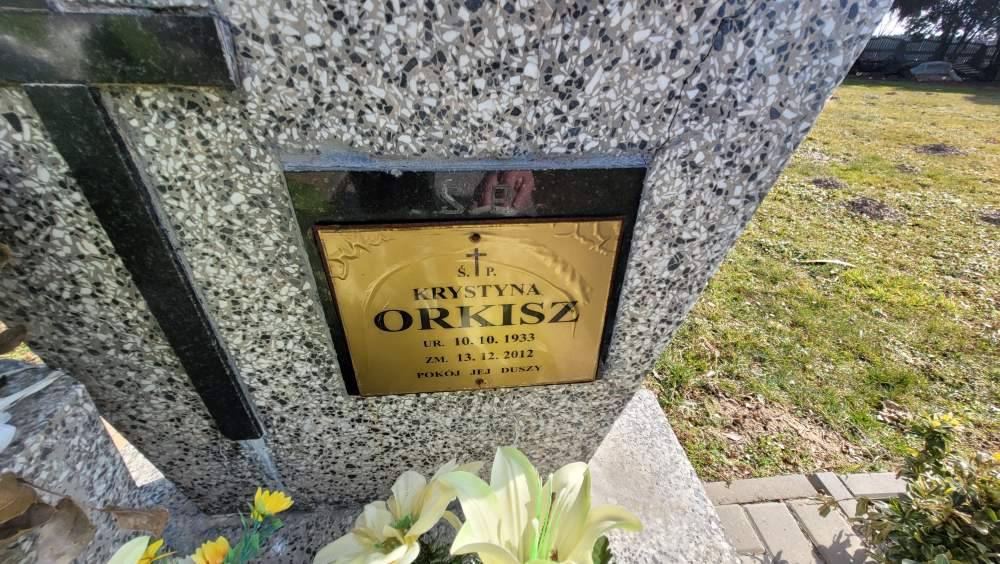 Ś. P.
KRYSTYNA
ORKISZ
UR. 10.10.1933
ZM. 13.12.2012
POKÓJ JEJ DUSZY